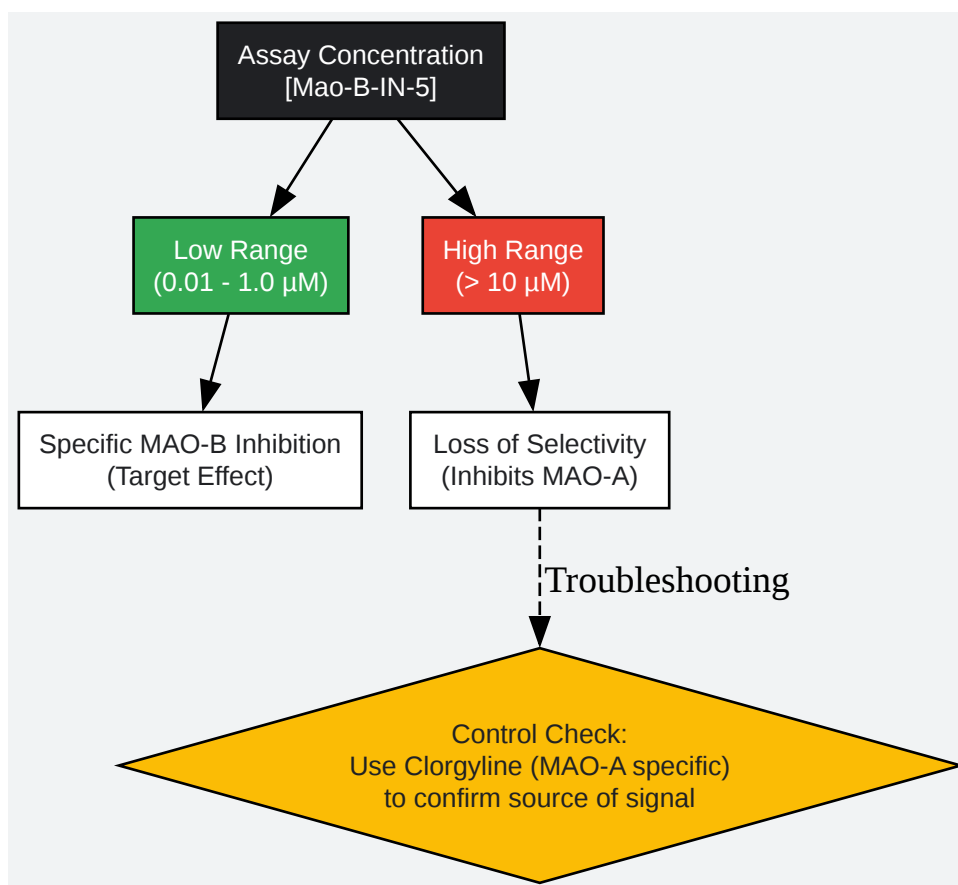 Assay Concentration
[Mao-B-IN-5]
Low Range
(0.01 - 1.0 µM)
High Range
(> 10 µM)
Specific MAO-B Inhibition
(Target Effect)
Loss of Selectivity
(Inhibits MAO-A)
Troubleshooting
Control Check:
Use Clorgyline (MAO-A specific)
to confirm source of signal